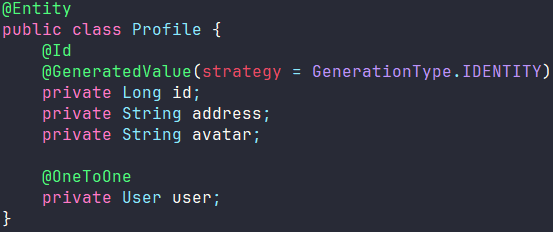 @Entity
public class Profile {
    @Id
    @GeneratedValue(strategy = GenerationType.IDENTITY)
    private Long id;
    private String address;
    private String avatar;

    @OneToOne
    private User user;
}